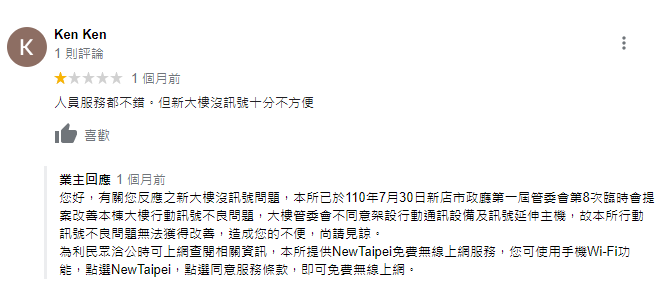 K
Ken Ken
1 則評論
1 個月前
人員服務都不錯。但新大樓沒訊號十分不方便
喜歡
業主回應 1 個月前
您好，有關您反應之新大樓沒訊號問題，本所已於110年7月30日新店市政廳第一屆管委會第8次臨時會提
案改善本棟大樓行動訊號不良問題，大樓管委會不同意架設行動通訊設備及訊號延伸主機，故本所行動
訊號不良問題無法獲得改善，造成您的不便，尚請見諒。
為利民眾洽公時可上網查閱相關資訊，本所提供NewTaipei免費無線上網服務，您可使用手機Wi-Fi功
能，點選NewTaipei，點選同意服務條款，即可免費無線上網。